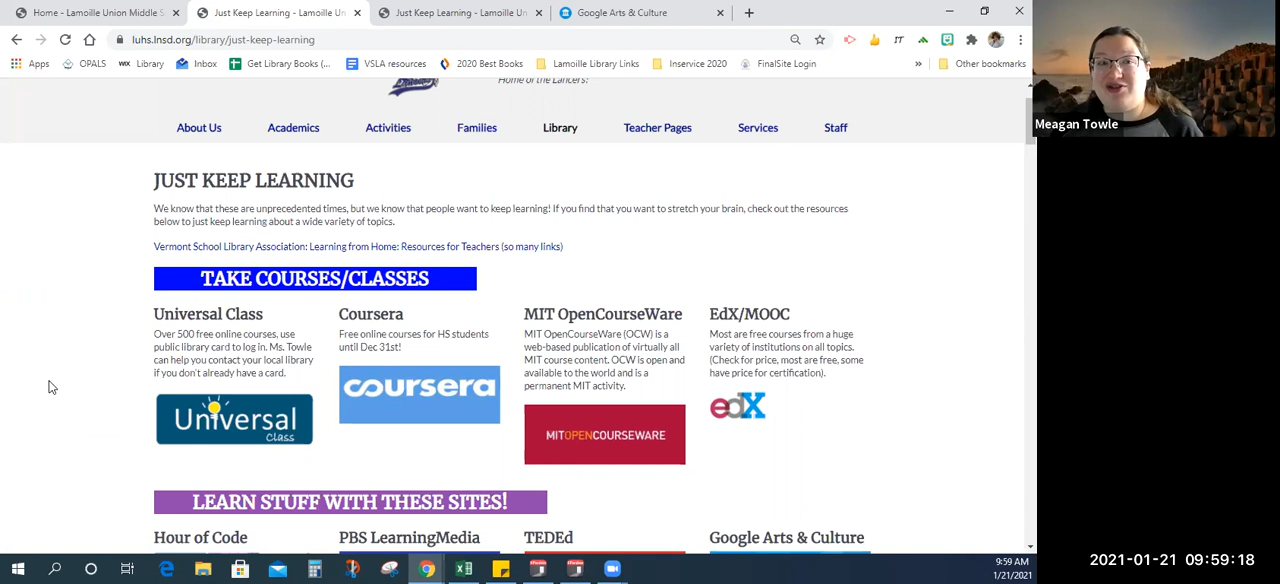 Home - Lamoille Union Middle S
Just Keep Learning - Lamoille Un
Just Keep Learning - Lamoille Un
Google Arts & Culture
luhs.lnsd.org/library/just-keep-learning
Apps
OPALS
WIX Library
Inbox
Get Library Books (...
VSLA resources
2020 Best Books
Lamoille Library Links
Inservice 2020
FinalSite Login
»
Other bookmarks
Home of the Lancers!
About Us
Academics
Activities
Families
Library
Teacher Pages
Services
Staff
JUST KEEP LEARNING
We know that these are unprecedented times, but we know that people want to keep learning! If you find that you want to stretch your brain, check out the resources
below to just keep learning about a wide variety of topics.
Vermont School Library Association: Learning from Home: Resources for Teachers (so many links)
TAKE COURSES/CLASSES
Universal Class
Over 500 free online courses, use
public library card to log in. Ms. Towle
can help you contact your local library
if you don't already have a card.
Universal
Class
Coursera
Free online courses for HS students
until Dec 31st!
coursera
MIT OpenCourseWare
MIT OpenCourseWare (OCW) is a
web-based publication of virtually all
MIT course content. OCW is open and
available to the world and is a
permanent MIT activity.
MITOPENCOURSEWARE
EdX/MOOC
Most are free courses from a huge
variety of institutions on all topics.
(Check for price, most are free, some
have price for certification).
edX
LEARN STUFF WITH THESE SITES!
Hour of Code
PBS LearningMedia
TEDEd
Google Arts & Culture
9:59 AM
1/21/2021
Meagan Towle
2021-01-21 09:59:18